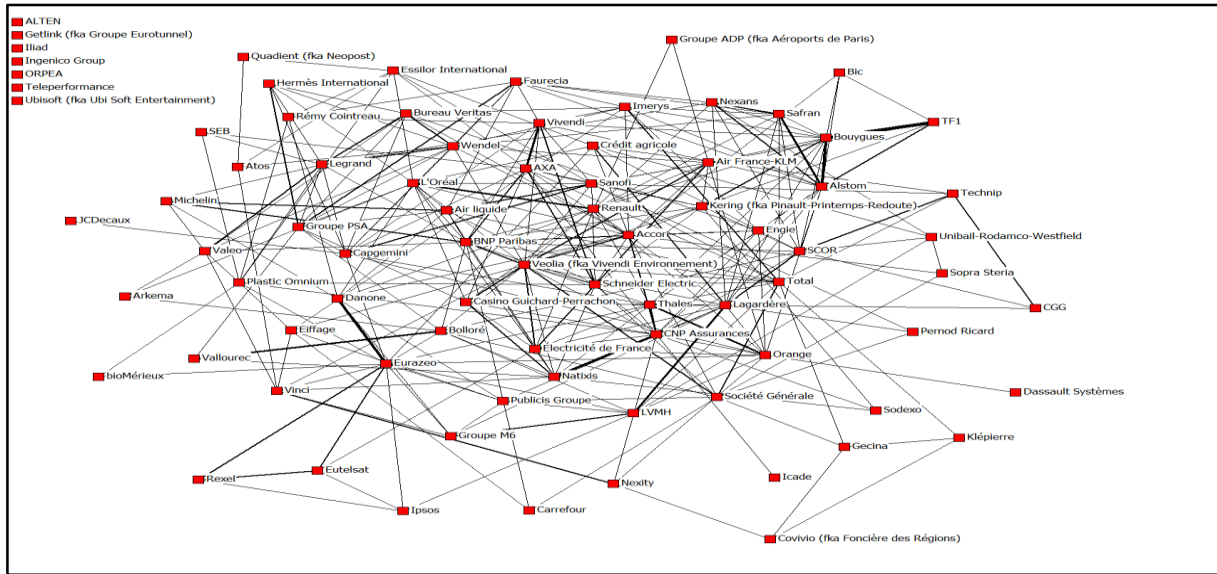 ALTEN
Getlink (fka Groupe Eurotunnel)
Iliad
Ingenico Group
ORPEA
Teleperformance
Ubisoft (fka Ubi Soft Entertainment)
Groupe ADP (fka Aéroports de Paris)
Quadient (fka Neopost)
Essilor International
Bic
Hermès International
Faurecia
Nexans
Imerys
Bureau Veritas
Safran
Rémy Cointreau
Vivendi
TF1
SEB
Bouygues
Wendel
Crédit agricole
Atos
Legrand
AXA
Air France-KLM
L'Oréal
Sanofi
Alstom
Technip
Michelin
Air liquide
Renault
Kering (fka Pinault-Printemps-Redoute)
JCDecaux
Groupe PSA
Accor
Engie
Unibail-Rodamco-Westfield
BNP Paribas
Valeo
Capgemini
SCOR
Veolia (fka Vivendi Environnement)
Sopra Steria
Plastic Omnium
Schneider Electric
Total
Arkema
Danone
Casino Guichard-Perrachon
Thales
Lagardère
CGG
Eiffage
Bolloré
CNP Assurances
Pernod Ricard
Électricité de France
Orange
Vallourec
Eurazeo
bioMérieux
Natixis
Vinci
Dassault Systèmes
Publicis Groupe
Société Générale
LVMH
Sodexo
Groupe M6
Klépierre
Gecina
Eutelsat
Rexel
Icade
Nexity
Ipsos
Carrefour
Covivio (fka Foncière des Régions)